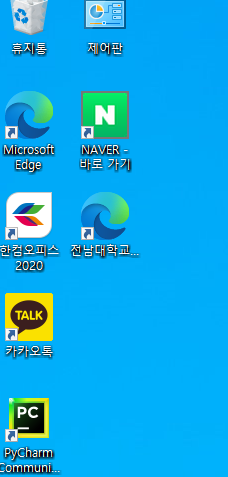 휴지통
제어판
Microsoft
Edge
N
NAVER -
바로 가기
한컴오피스
2020
전남대학교...
TALK
카카오톡
PC
PyCharm
Communi...